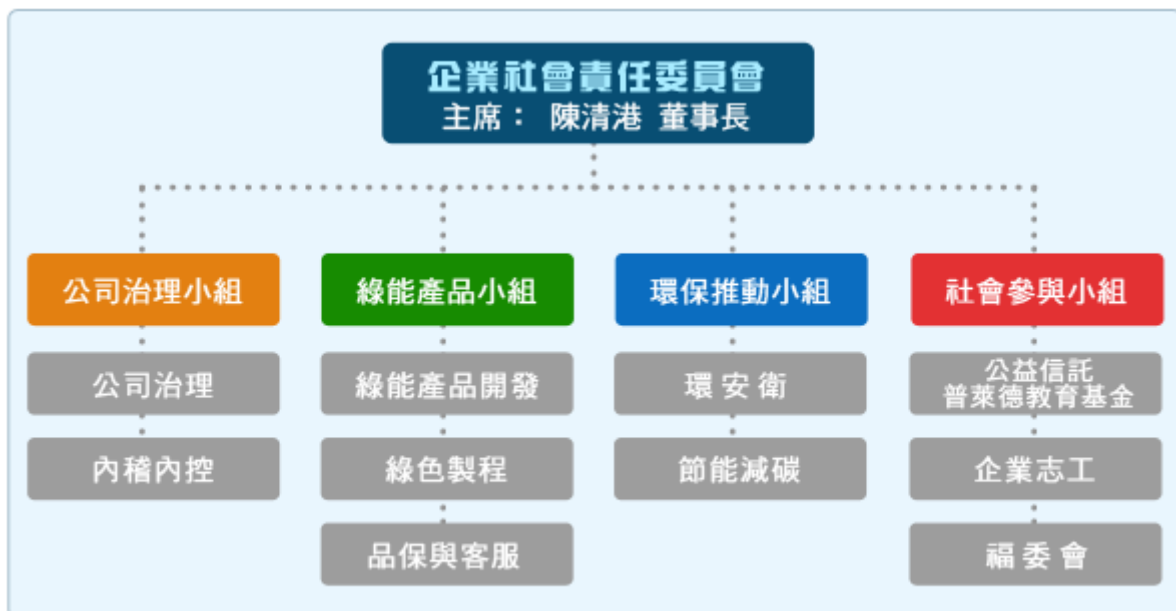 企業社會責任委員會
主席： 陳清港 董事長
公司治理小組
綠能產品小組
環保推動小組
社會參與小組
公司治理
綠能產品開發
環安衛
公益信託
普萊德教育基金
內稽內控
綠色製程
節能減碳
企業志工
品保與客服
福委會